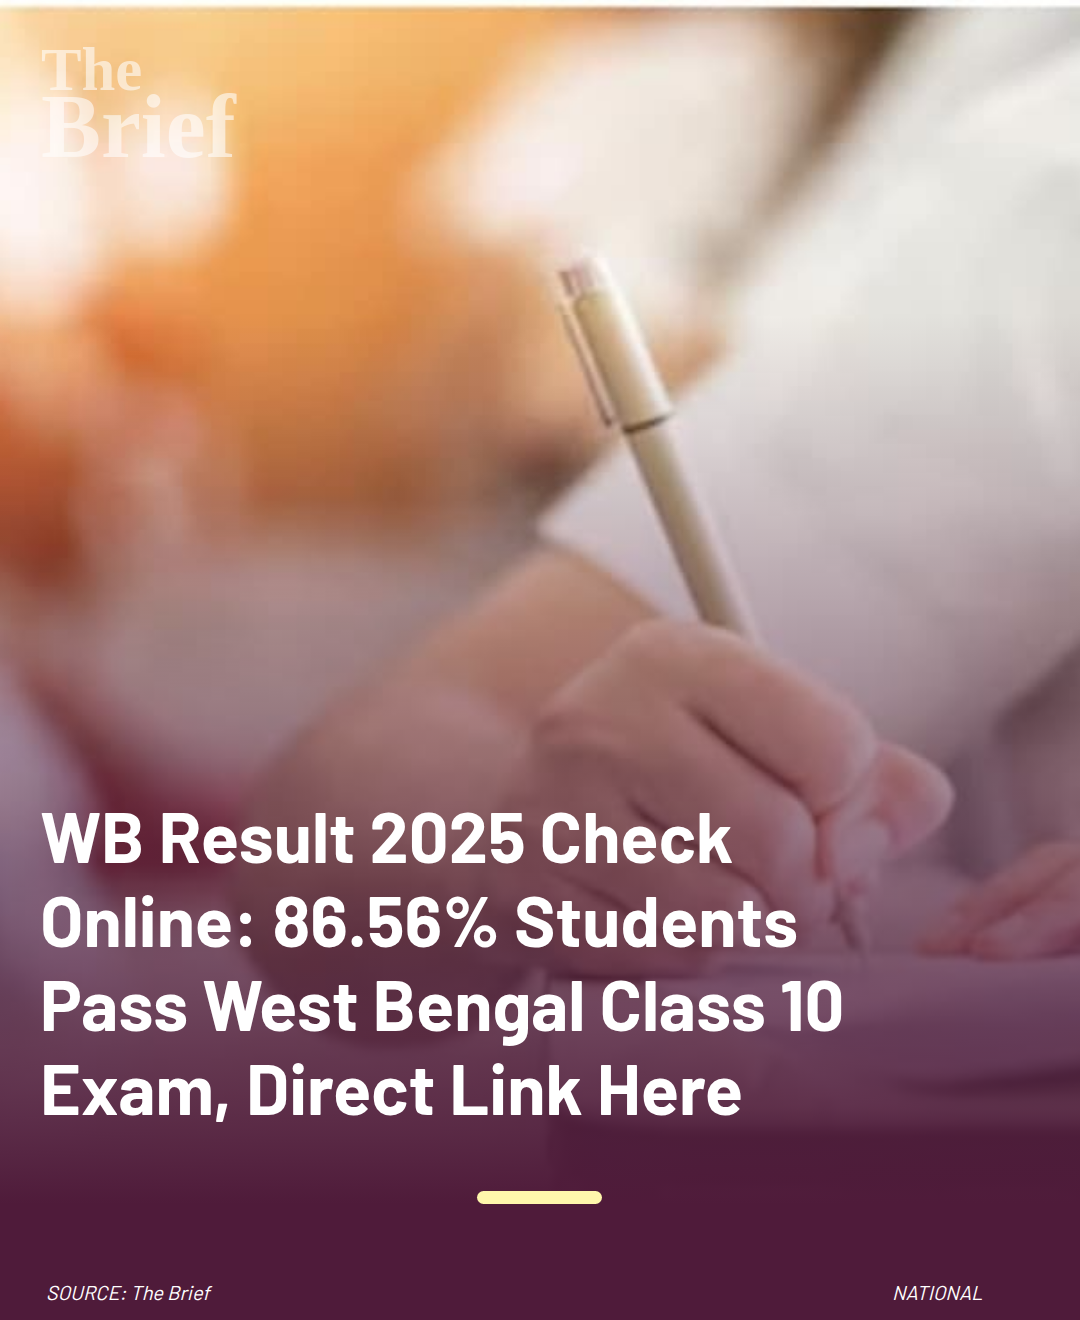 The
Brief
WB Result 2025 Check
Online: 86.56% Students
Pass West Bengal Class 10
Exam, Direct Link Here
SOURCE: The Brief
NATIONAL